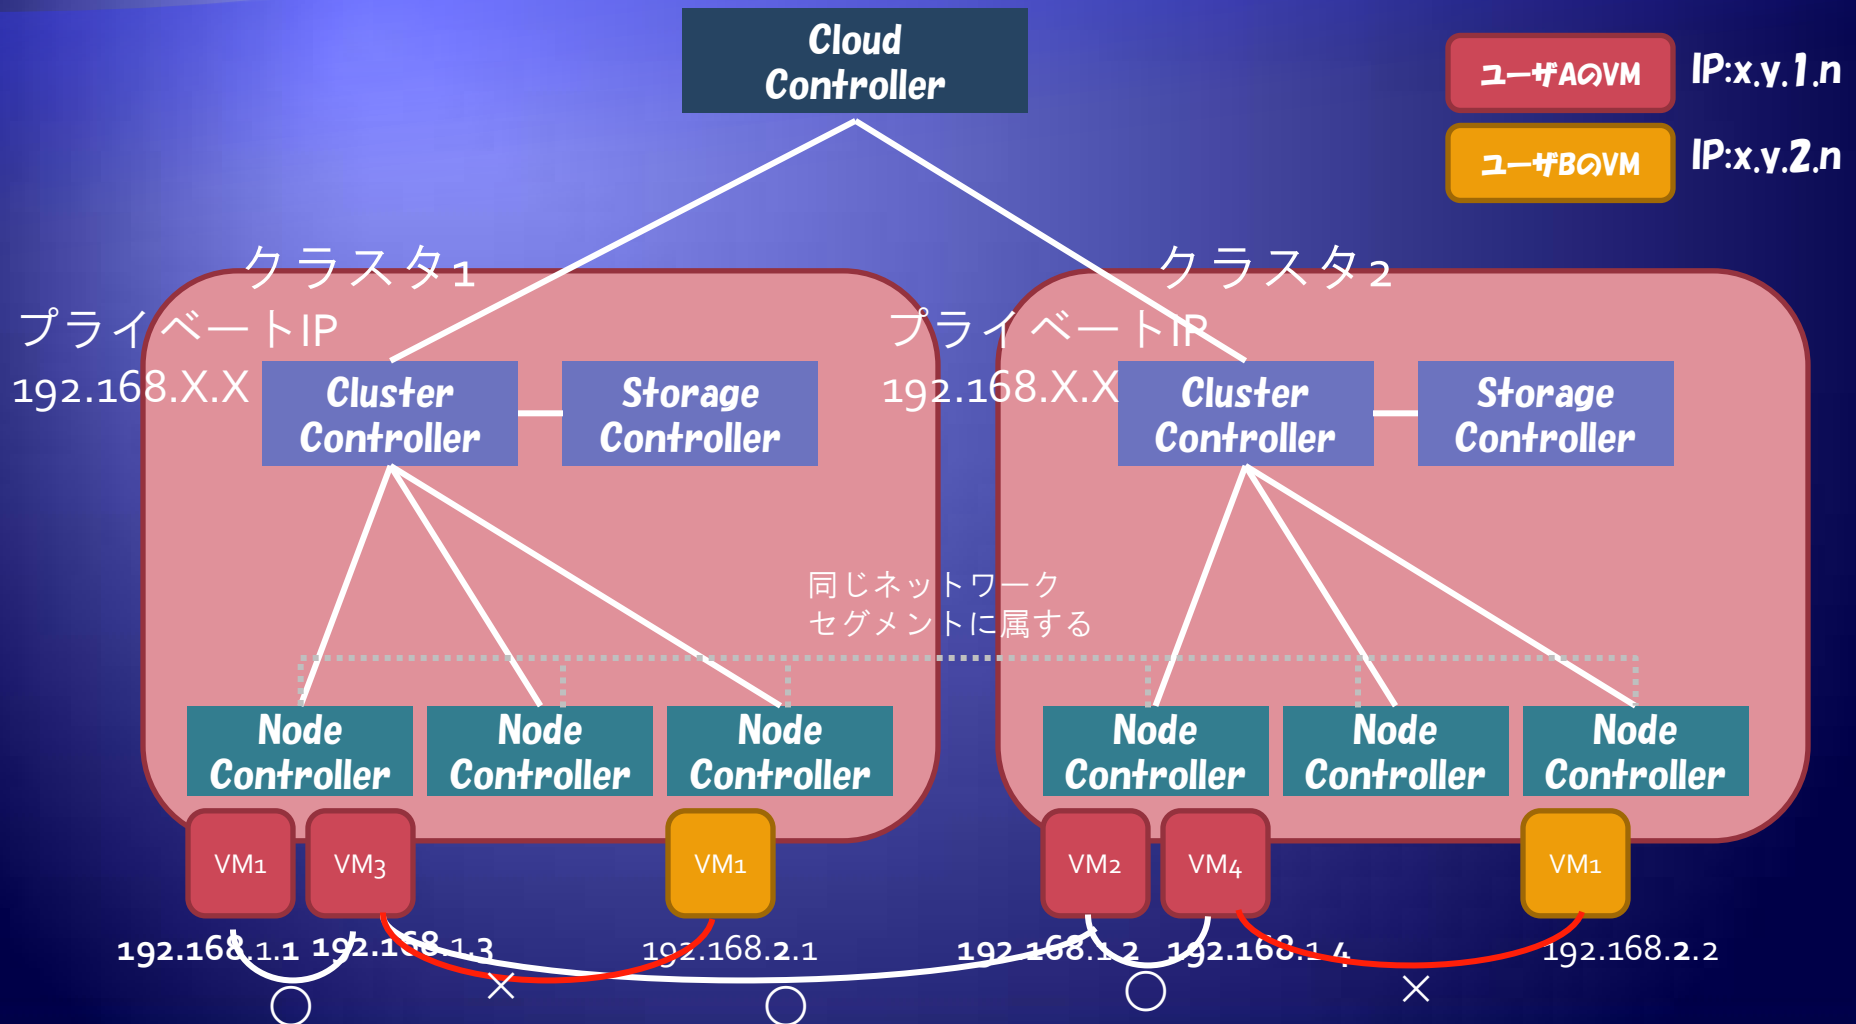 Cloud
Controller
ユーザAのVM
IP:x.y.1.n
ユーザBのVM
IP:x.y.2.n
クラスタ1
クラスタ2
プライベートIP
192.168.X.X
プライベートIP
192.168.X.X
Cluster
Controller
Storage
Controller
Cluster
Controller
Storage
Controller
同じネットワーク
セグメントに属する
Node
Controller
Node
Controller
Node
Controller
Node
Controller
Node
Controller
Node
Controller
VM1
VM3
VM1
VM2
VM4
VM1
192.168.1.1
192.168.1.3
192.168.2.1
192.168.1.2
192.168.1.4
192.168.2.2
○
×
○
○
×